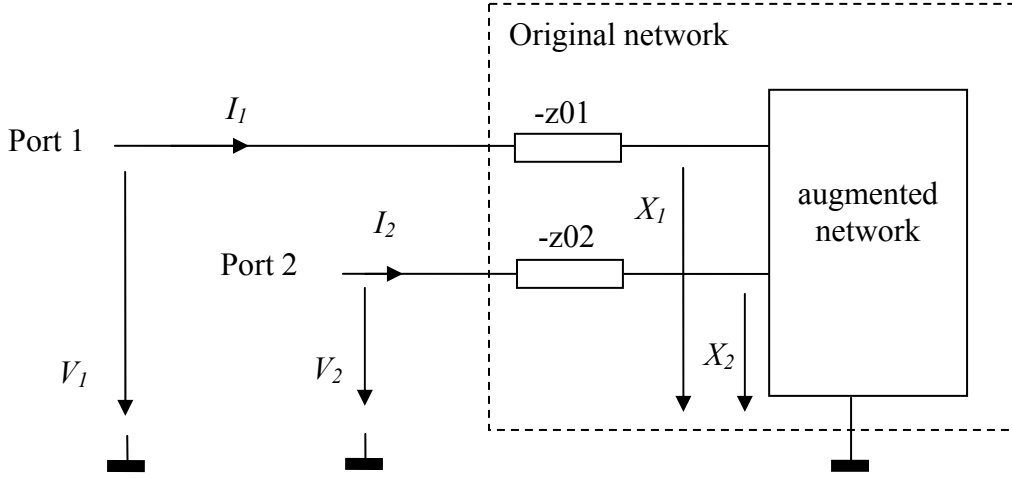 Original network
I1
-z01
Port 1
augmented
network
X1
I2
-z02
Port 2
X2
V1
V2